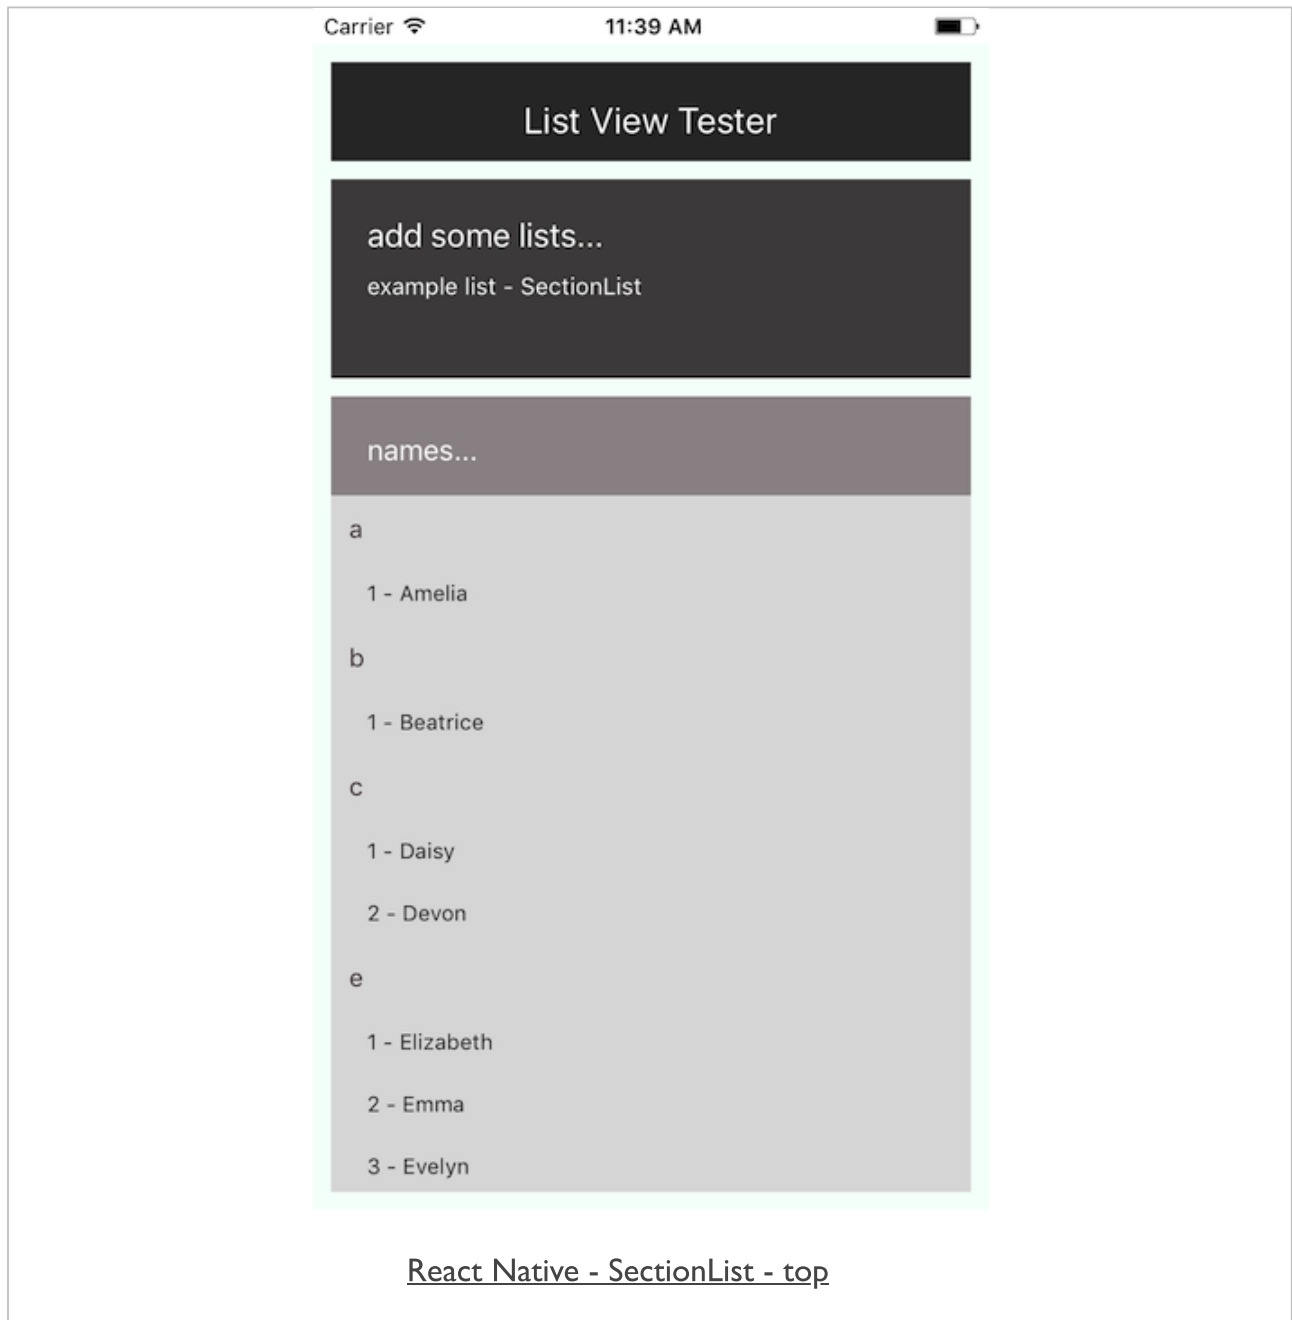 Carrier 11:39 AM
List View Tester
add some lists...
example list - SectionList
names...
a
1 - Amelia
b
1 - Beatrice
c
1 - Daisy
2 - Devon
e
1 - Elizabeth
2 - Emma
3 - Evelyn
React Native - SectionList - top